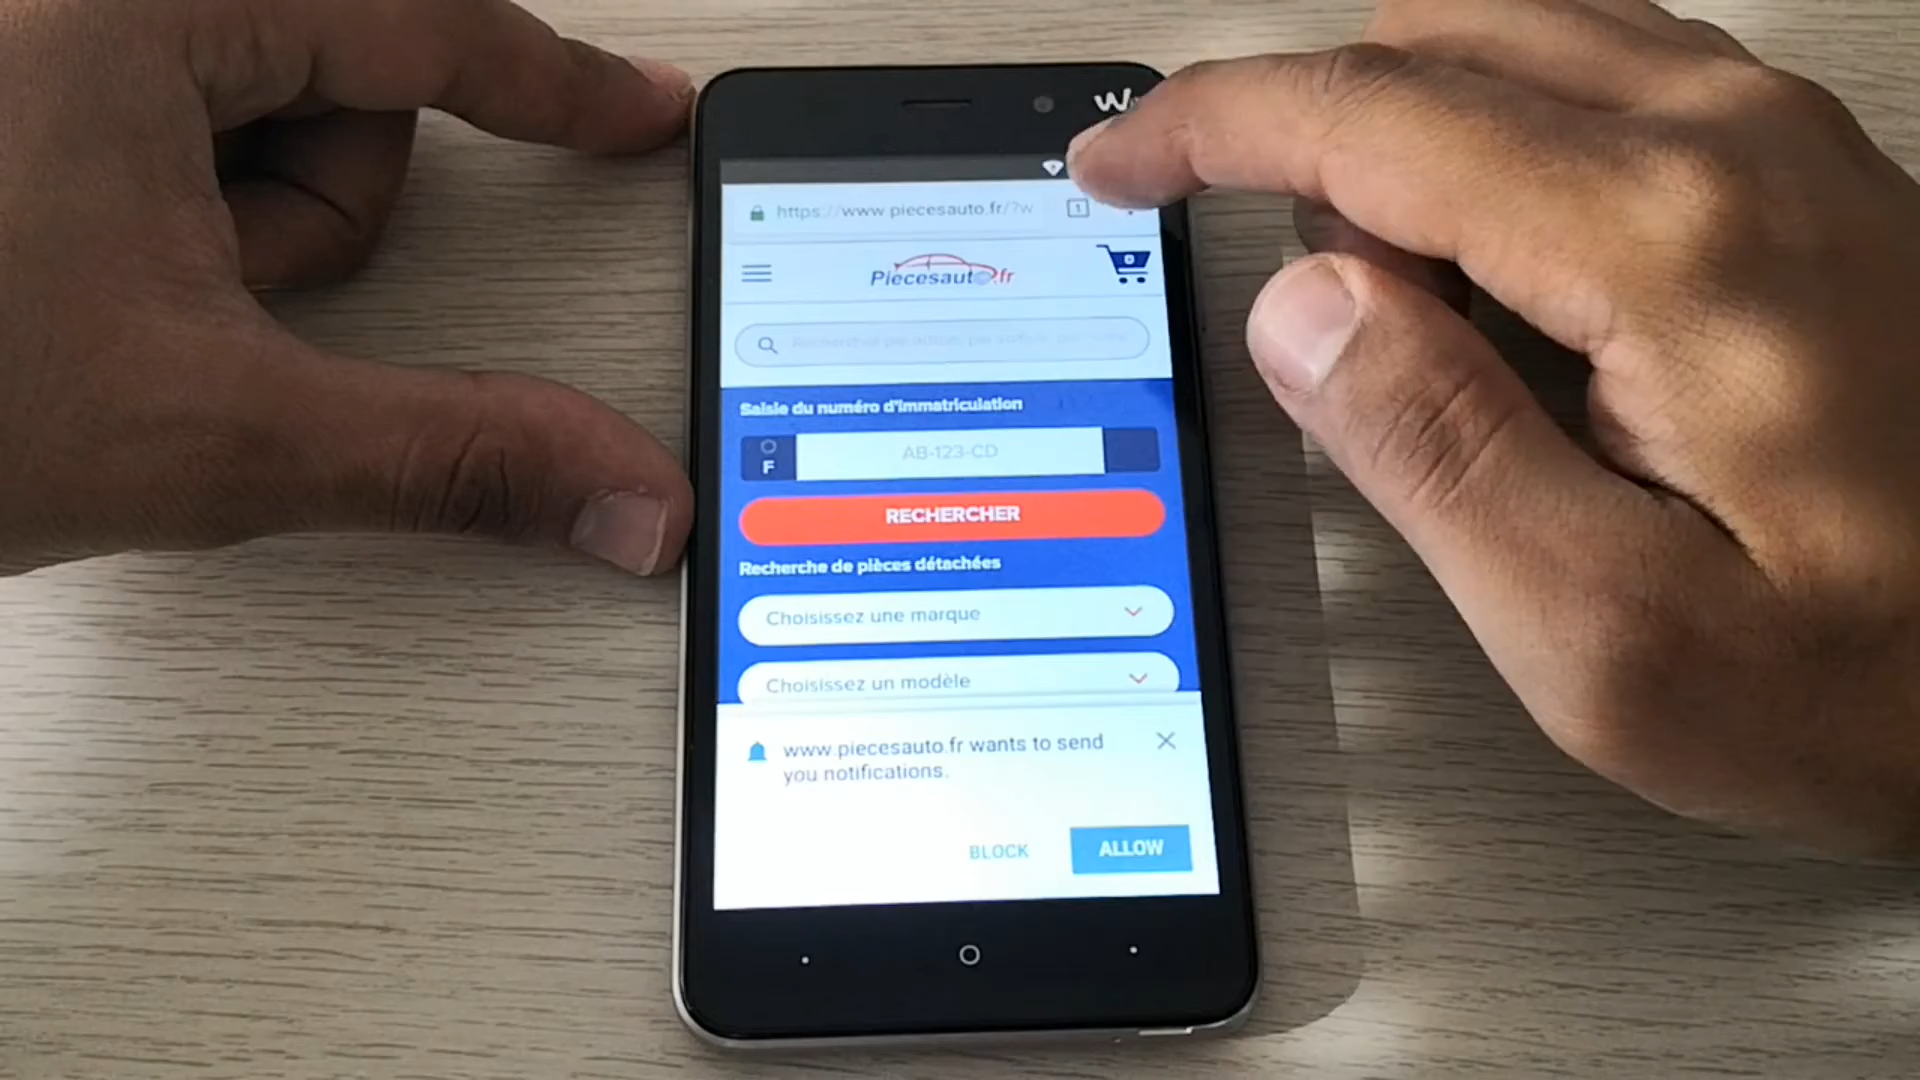 https://www.piecesauto.fr/?w
1
Piecesauto.fr
0
Saisie du numéro d'immatriculation
F
AB-123-CD
RECHERCHER
Recherche de pièces détachées
Choisissez une marque
Choisissez un modèle
www.piecesauto.fr wants to send
you notifications.
BLOCK
ALLOW